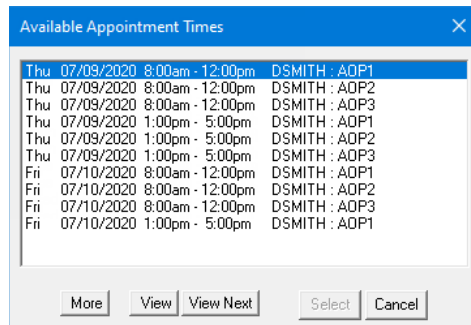 Available Appointment Times
Thu 07/09/2020 8:00am - 12:00pm DSMITH : AOP1
Thu 07/09/2020 8:00am - 12:00pm DSMITH : AOP2
Thu 07/09/2020 8:00am - 12:00pm DSMITH : AOP3
Thu 07/09/2020 1:00pm - 5:00pm DSMITH : AOP1
Thu 07/09/2020 1:00pm - 5:00pm DSMITH : AOP2
Thu 07/09/2020 1:00pm - 5:00pm DSMITH : AOP3
Fri 07/10/2020 8:00am - 12:00pm DSMITH : AOP1
Fri 07/10/2020 8:00am - 12:00pm DSMITH : AOP2
Fri 07/10/2020 8:00am - 12:00pm DSMITH : AOP3
Fri 07/10/2020 1:00pm - 5:00pm DSMITH : AOP1
More View View Next Select Cancel